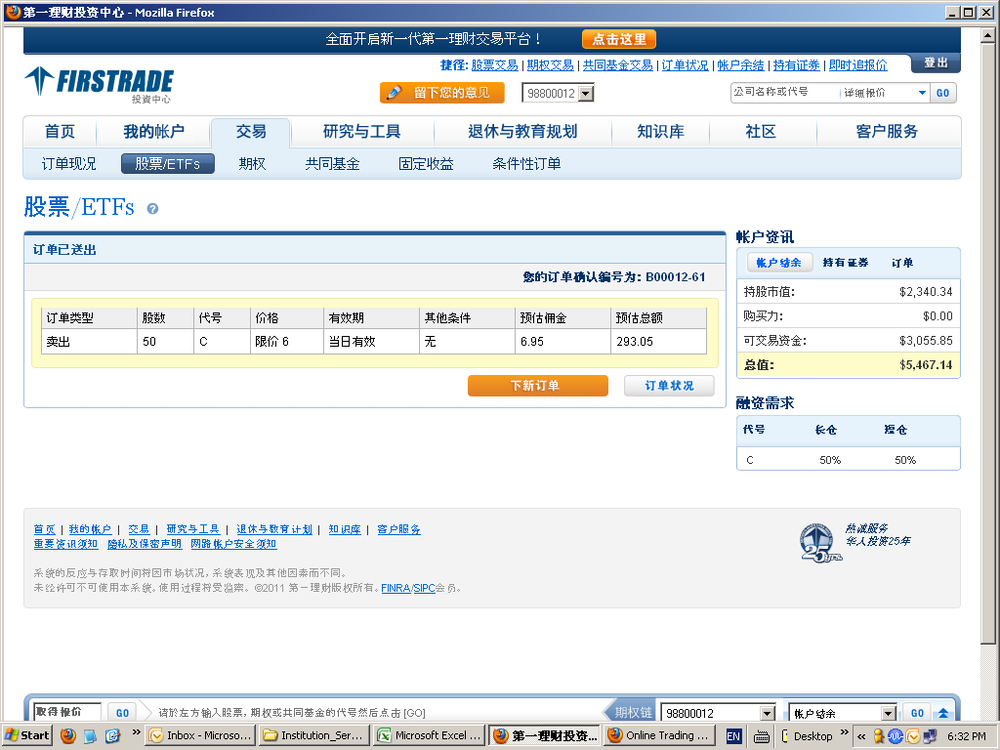 第一理财投资中心 - Mozilla Firefox
全面开启新一代第一理财交易平台！ 点击这里
捷径: 股票交易 | 期权交易 | 共同基金交易 | 订单状况 | 帐户余结 | 持有证券 | 即时追报价 登出
FIRSTRADE
投资中心
留下您的意见 98800012 公司名称或代号 详细报价 GO
首页 我的帐户 交易 研究与工具 退休与教育规划 知识库 社区 客户服务
订单现况 股票/ETFs 期权 共同基金 固定收益 条件性订单
股票/ETFs ?
订单已送出
您的订单确认编号为: B00012-61
订单类型 股数 代号 价格 有效期 其他条件 预估佣金 预估总额
卖出 50 C 限价 6 当日有效 无 6.95 293.05
下新订单 订单状况
帐户资讯
帐户结余 持有证券 订单
持股市值: $2,340.34
购买力: $0.00
可交易资金: $3,055.85
总值: $5,467.14
融资需求
代号 长仓 短仓
C 50% 50%
首页 | 我的帐户 | 交易 | 研究与工具 | 退休与教育计划 | 知识库 | 客户服务
重要资讯须知 隐私及保密声明 网路帐户安全须知
系统的反应与存取时间将因市场状况，系统表现及其他因素而不同。
未经许可不可使用本系统。使用过程将受监察。©2011 第一理财版权所有。FINRA/SIPC会员。
25 YRS
热诚服务
华人投资25年
取得报价 GO 请於左方输入股票，期权或共同基金的代号然后点击 [GO] 期权链 98800012 帐户结余 GO
Start » Inbox - Microso... Institution_Ser... Microsoft Excel ... 第一理财投资... Online Trading ... EN Desktop » « 6:32 PM